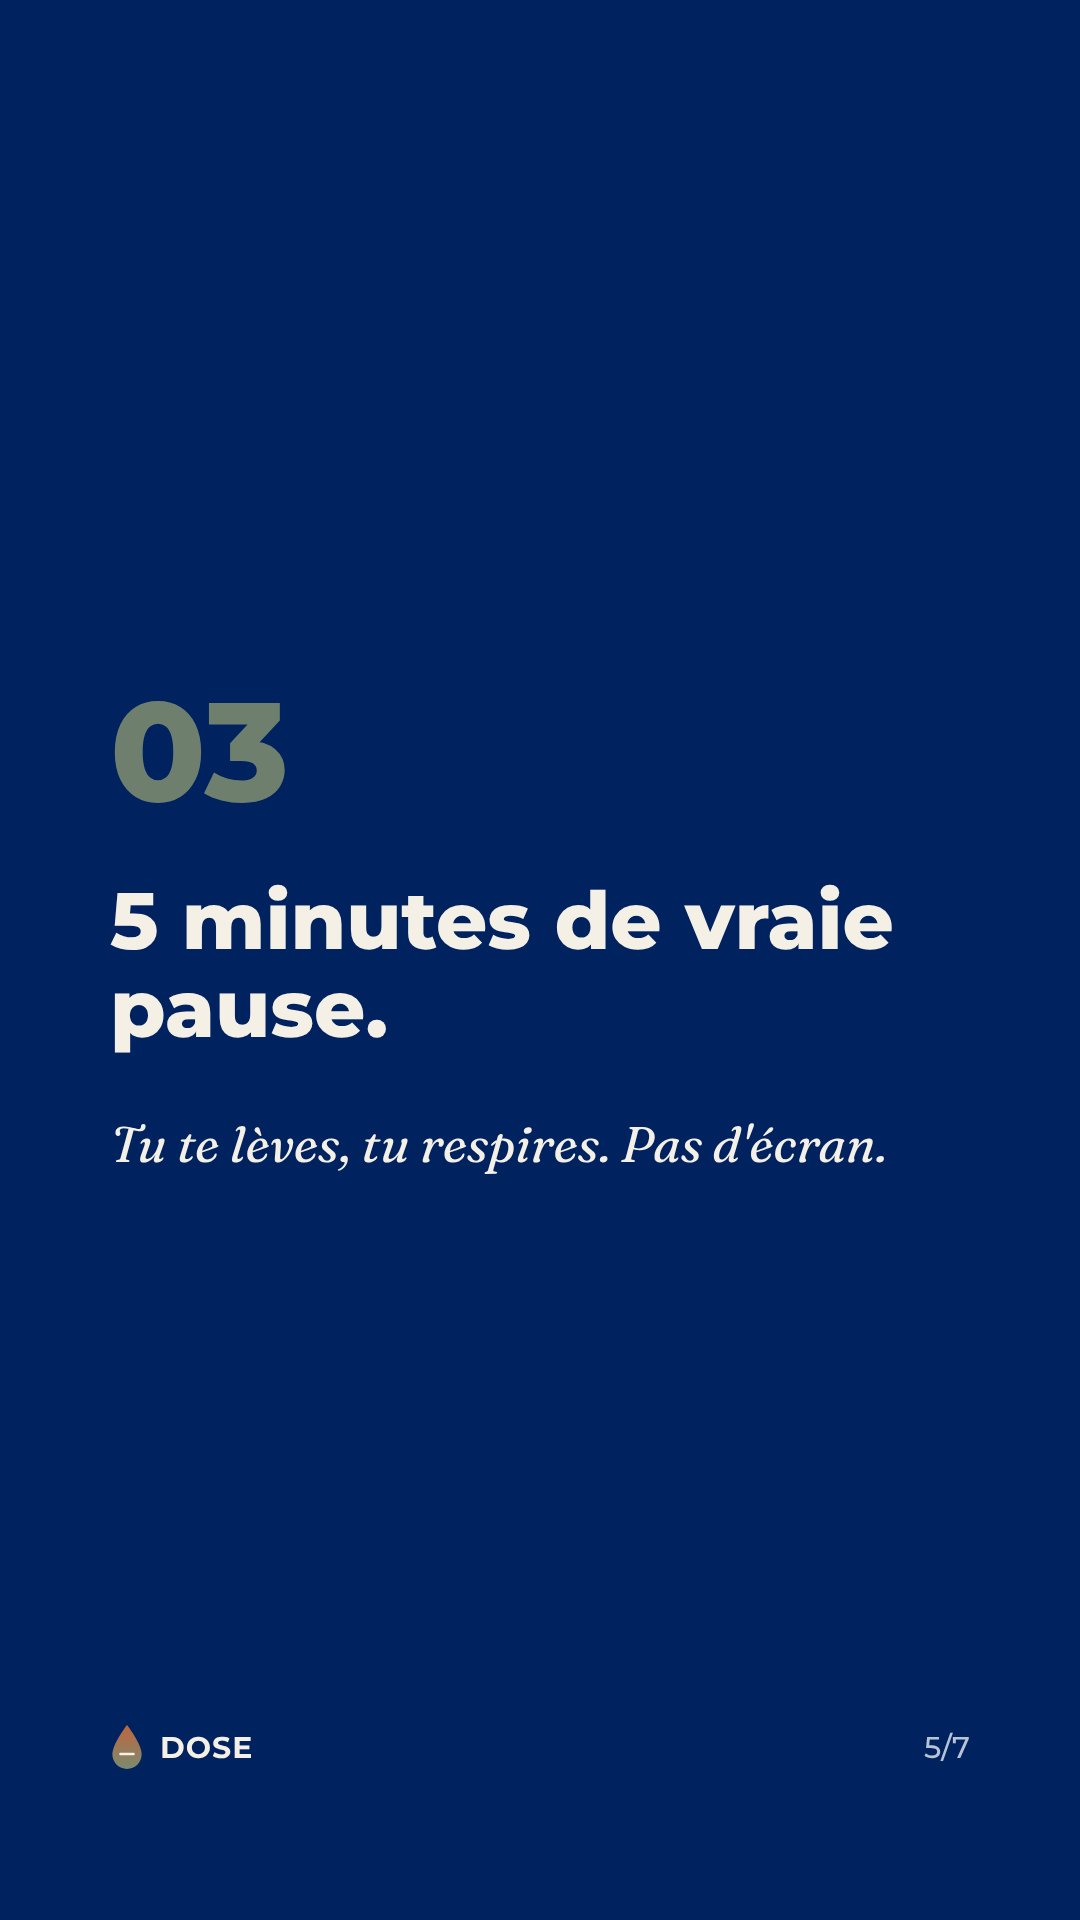 03
5 minutes de vraie
pause.
Tu te lèves, tu respires. Pas d'écran.
DOSE
5/7